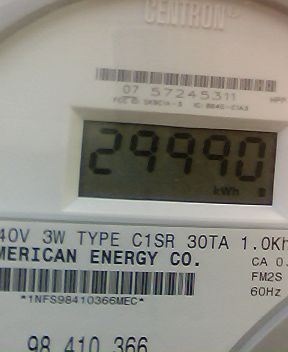 CENTRON®
07 57245311
29990
kWh
40V 3W TYPE C1SR 30TA 1.0Kh
MERICAN ENERGY CO.
CA 0.
FM2S
60Hz
*1NFS98410366MEC*
98 410 366